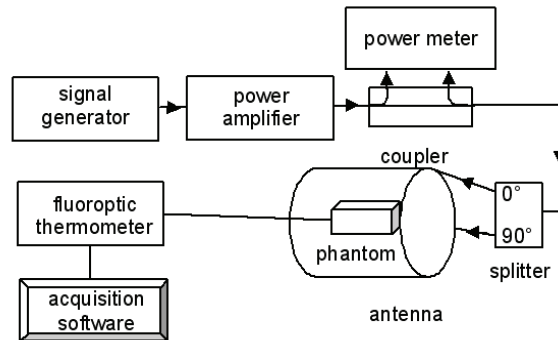 power meter
signal
generator
power
amplifier
coupler
fluoroptic
thermometer
0°
90°
phantom
splitter
acquisition
software
antenna